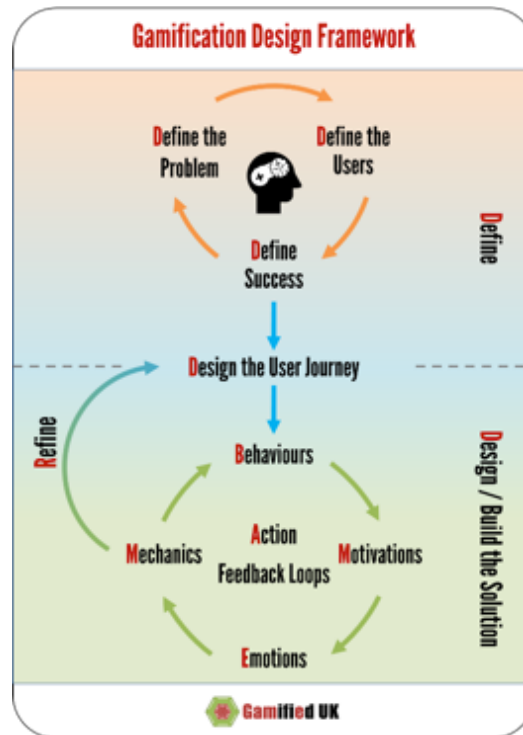 Gamification Design Framework
Define the
Problem
Define the
Users
Define
Success
Define
Design the User Journey
Refine
Behaviours
Design / Build the Solution
Mechanics
Action
Feedback Loops
Motivations
Emotions
Gamified UK